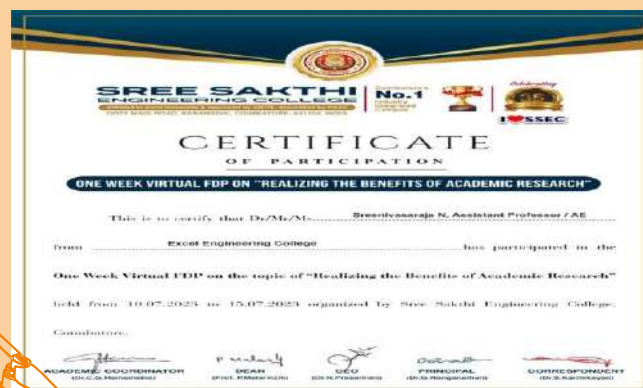 SREE SAKTHI
ENGINEERING COLLEGE
No.1
Celebrating
I SSEC
CERTIFICATE
OF PARTICIPATION
ONE WEEK VIRTUAL FDP ON "REALIZING THE BENEFITS OF ACADEMIC RESEARCH"
This is to certify that Dr/Mr/Ms. Sreenivasaraja N, Assistant Professor / AE
from Excel Engineering College has participated in the
One Week Virtual FDP on the topic of "Realizing the Benefits of Academic Research"
held from 10.07.2023 to 15.07.2023 organized by Sree Sakthi Engineering College,
Coimbatore.
ACADEMIC COORDINATOR DEAN CEO PRINCIPAL CORRESPONDENT